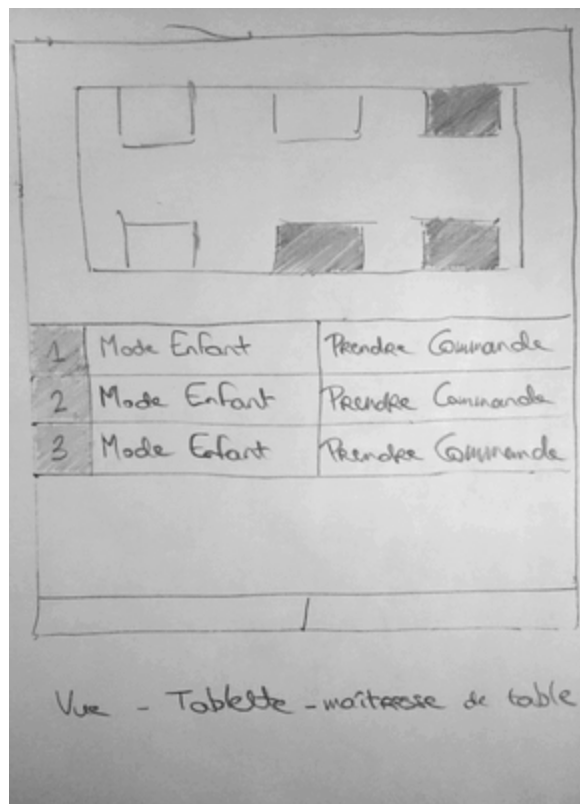 1 Mode Enfant Prendre Commande
2 Mode Enfant Prendre Commande
3 Mode Enfant Prendre Commande
Vue - Tablette - maîtresse de table